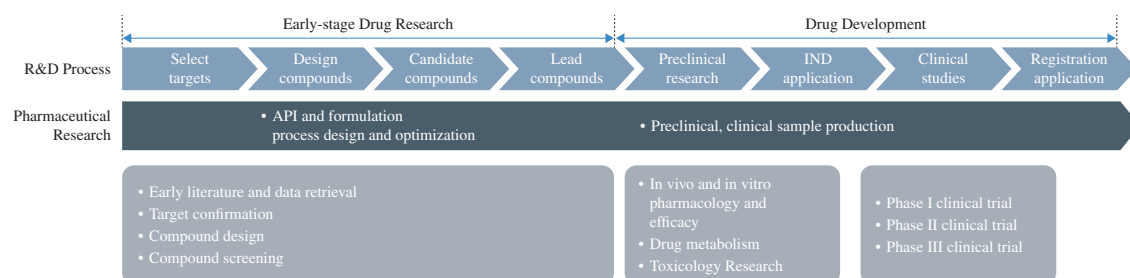 Early-stage Drug Research
Drug Development
R&D Process
Select
targets
Design
compounds
Candidate
compounds
Lead
compounds
Preclinical
research
IND
application
Clinical
studies
Registration
application
Pharmaceutical
Research
• API and formulation
process design and optimization
• Preclinical, clinical sample production
• Early literature and data retrieval
• Target confirmation
• Compound design
• Compound screening
• In vivo and in vitro
pharmacology and
efficacy
• Drug metabolism
• Toxicology Research
• Phase I clinical trial
• Phase II clinical trial
• Phase III clinical trial